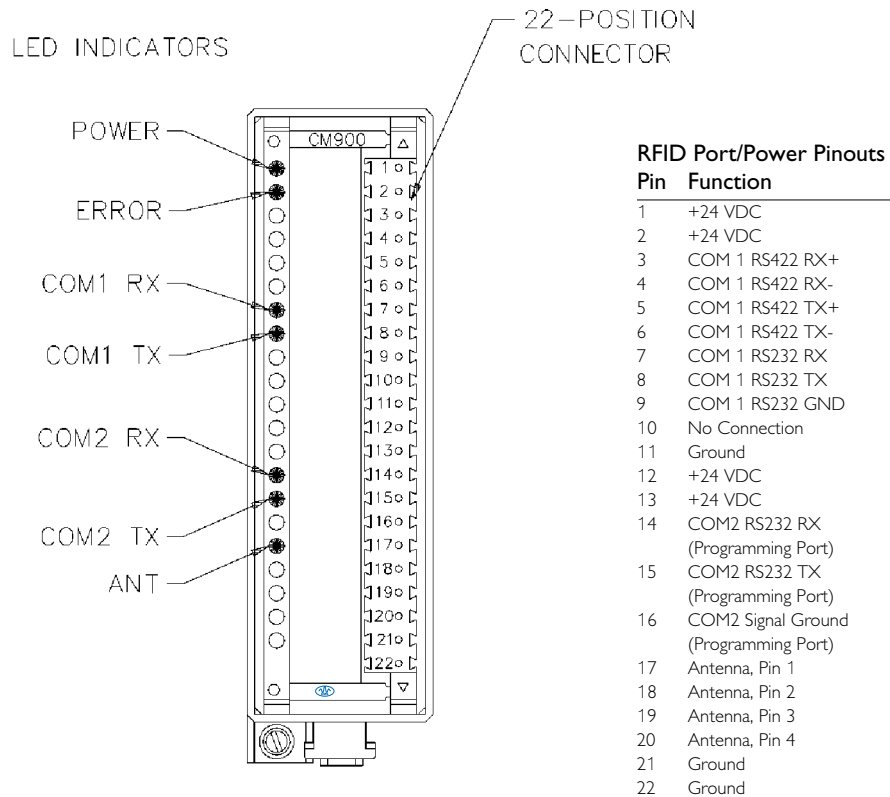 LED INDICATORS
22-POSITION
CONNECTOR
POWER
ERROR
COM1 RX
COM1 TX
COM2 RX
COM2 TX
ANT
CM900
1
2
3
4
5
6
7
8
9
10
11
12
13
14
15
16
17
18
19
20
21
22
RFID Port/Power Pinouts
Pin Function
1 +24 VDC
2 +24 VDC
3 COM 1 RS422 RX+
4 COM 1 RS422 RX-
5 COM 1 RS422 TX+
6 COM 1 RS422 TX-
7 COM 1 RS232 RX
8 COM 1 RS232 TX
9 COM 1 RS232 GND
10 No Connection
11 Ground
12 +24 VDC
13 +24 VDC
14 COM2 RS232 RX
(Programming Port)
15 COM2 RS232 TX
(Programming Port)
16 COM2 Signal Ground
(Programming Port)
17 Antenna, Pin 1
18 Antenna, Pin 2
19 Antenna, Pin 3
20 Antenna, Pin 4
21 Ground
22 Ground